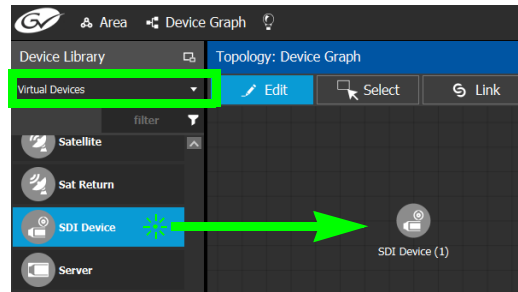 GV Area Device Graph
Device Library
Topology: Device Graph
Virtual Devices
Edit Select Link
filter
Satellite
Sat Return
SDI Device
SDI Device (1)
Server